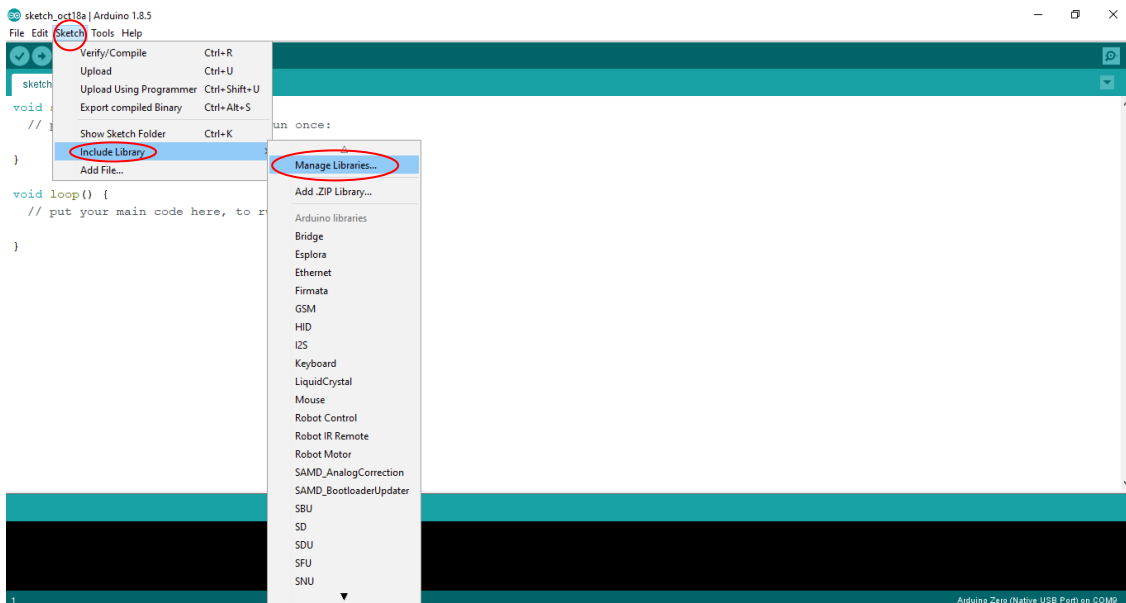 sketch_oct18a | Arduino 1.8.5
File Edit Sketch Tools Help
Verify/Compile Ctrl+R
Upload Ctrl+U
Upload Using Programmer Ctrl+Shift+U
Export compiled Binary Ctrl+Alt+S
Show Sketch Folder Ctrl+K
Include Library
Add File...
sketch
void
//
un once:
}
void loop() {
// put your main code here, to r
}
Manage Libraries...
Add .ZIP Library...
Arduino libraries
Bridge
Esplora
Ethernet
Firmata
GSM
HID
I2S
Keyboard
LiquidCrystal
Mouse
Robot Control
Robot IR Remote
Robot Motor
SAMD_AnalogCorrection
SAMD_BootloaderUpdater
SBU
SD
SDU
SFU
SNU
1
Arduino Zero (Native USB Port) on COM9